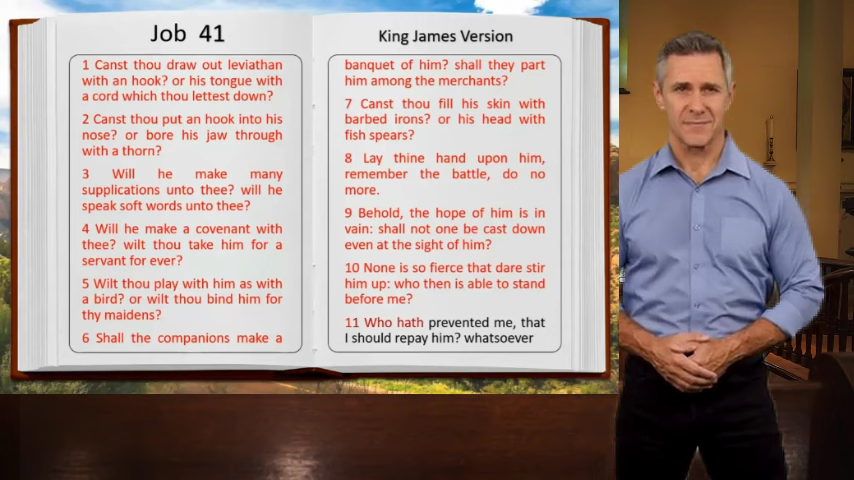 Job 41
1 Canst thou draw out leviathan
with an hook? or his tongue with
a cord which thou lettest down?
2 Canst thou put an hook into his
nose? or bore his jaw through
with a thorn?
3 Will he make many
supplications unto thee? will he
speak soft words unto thee?
4 Will he make a covenant with
thee? wilt thou take him for a
servant for ever?
5 Wilt thou play with him as with
a bird? or wilt thou bind him for
thy maidens?
6 Shall the companions make a
King James Version
banquet of him? shall they part
him among the merchants?
7 Canst thou fill his skin with
barbed irons? or his head with
fish spears?
8 Lay thine hand upon him,
remember the battle, do no
more.
9 Behold, the hope of him is in
vain: shall not one be cast down
even at the sight of him?
10 None is so fierce that dare stir
him up: who then is able to stand
before me?
11 Who hath prevented me, that
I should repay him? whatsoever